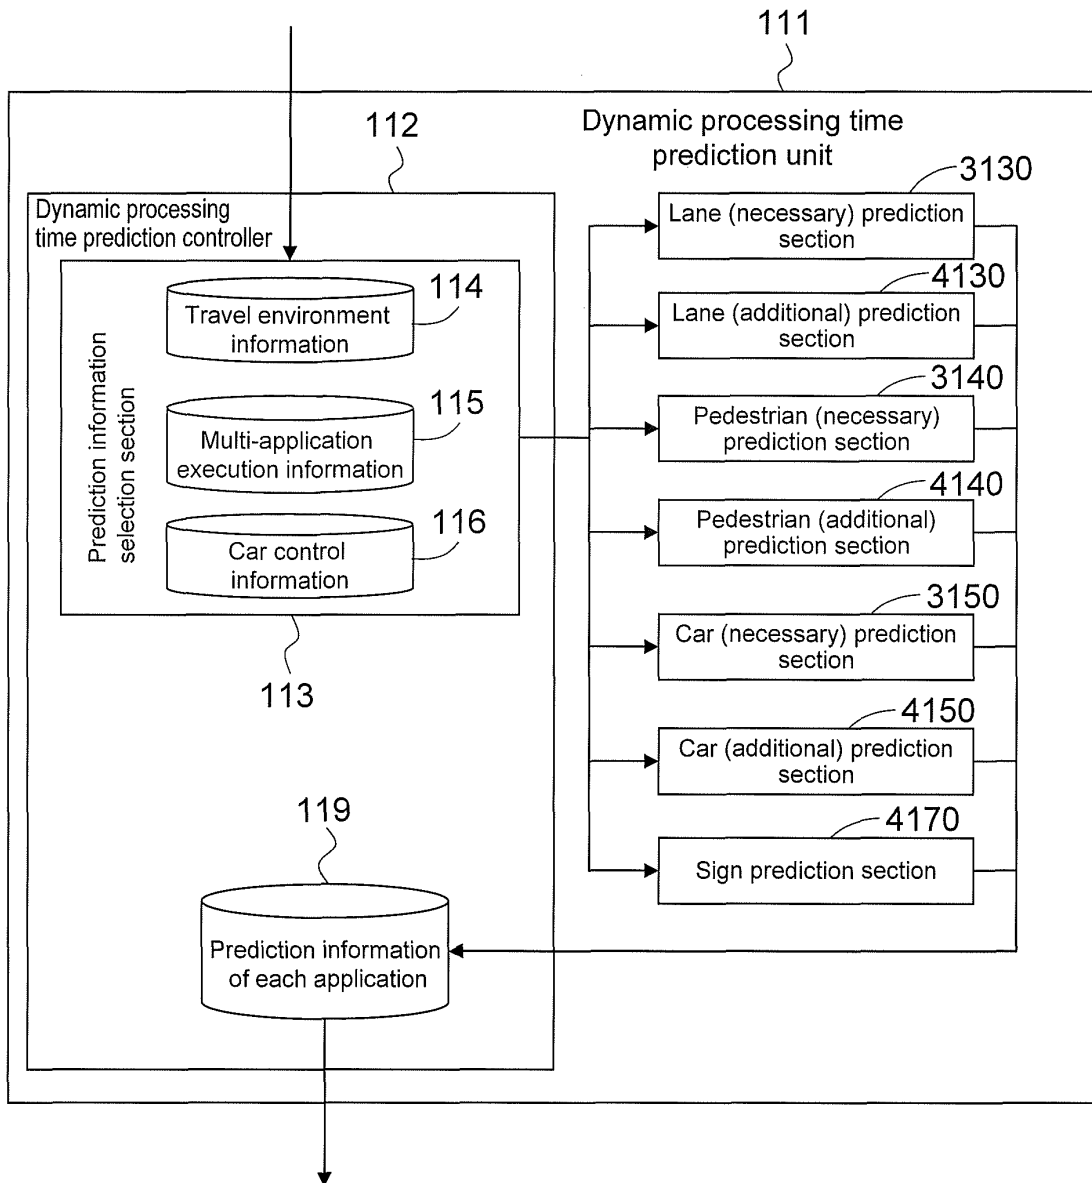 111
112
Dynamic processing time
prediction unit
3130
Dynamic processing
time prediction controller
Lane (necessary) prediction
section
114
4130
Travel environment
information
Lane (additional) prediction
section
3140
115
Prediction information
selection section
Multi-application
execution information
Pedestrian (necessary)
prediction section
4140
116
Pedestrian (additional)
prediction section
Car control
information
3150
Car (necessary) prediction
section
113
4150
Car (additional) prediction
section
119
4170
Sign prediction section
Prediction information
of each application